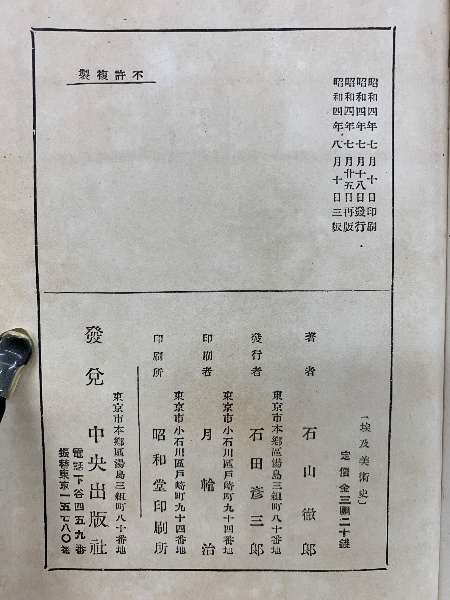 昭和四年七月十日印刷
昭和四年七月十八日發行
昭和四年七月廿五日再版
昭和四年八月十日三版
不許複製
「埃及美術史」
定價金三圓二十錢
著者 石山徹郎
東京市本鄕區湯島三組町八十番地
發行者 石田彥三郎
東京市小石川區戸崎町九十四番地
印刷者 月輪治
東京市小石川區戸崎町九十四番地
印刷所 昭和堂印刷所
東京市本鄕區湯島三組町八十番地
發兌 中央出版社
電話下谷四五九番
振替東京一五七八〇番